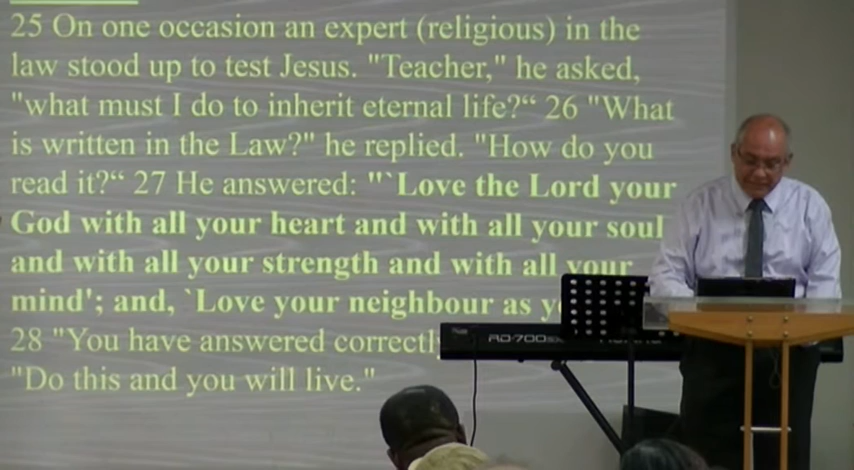 25 On one occasion an expert (religious) in the
law stood up to test Jesus. "Teacher," he asked,
"what must I do to inherit eternal life?“ 26 "What
is written in the Law?" he replied. "How do you
read it?“ 27 He answered: "`Love the Lord your
God with all your heart and with all your soul
and with all your strength and with all your
mind'; and, `Love your neighbour as
28 "You have answered correctl
"Do this and you will live."
RD-700